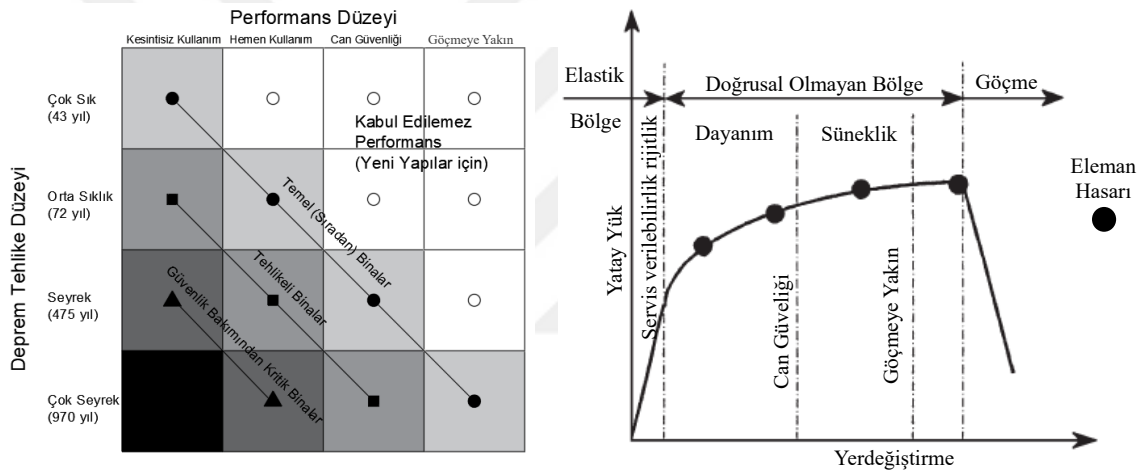 Performans Düzeyi
Kesintisiz Kullanım Hemen Kullanım Can Güvenliği Göçmeye Yakın
Deprem Tehlike Düzeyi
Çok Sık
(43 yıl)
Orta Sıklık
(72 yıl)
Seyrek
(475 yıl)
Çok Seyrek
(970 yıl)
Kabul Edilemez
Performans
(Yeni Yapılar için)
Temel (Sıradan) Binalar
Tehlikeli Binalar
Güvenlik Bakımından Kritik Binalar
Elastik
Bölge
Doğrusal Olmayan Bölge
Göçme
Servis verilebilirlik rijitlik
Dayanım
Süneklik
Yatay Yük
Can Güveliği
Göçmeye Yakın
Eleman
Hasarı
Yerdeğiştirme